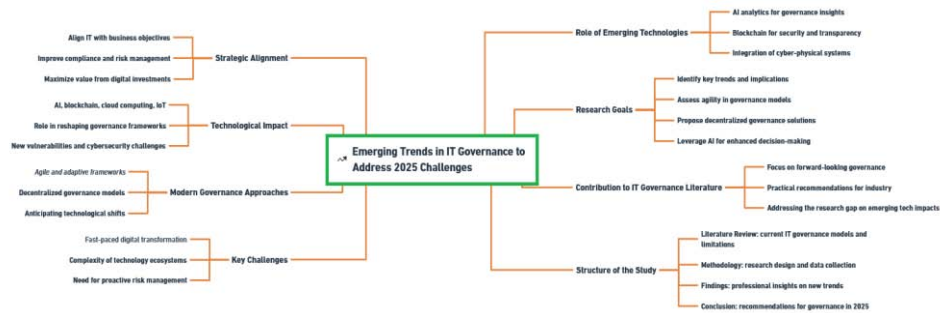 Emerging Trends in IT Governance to
Address 2025 Challenges
Strategic Alignment
Align IT with business objectives
Improve compliance and risk management
Maximize value from digital investments
Technological Impact
AI, blockchain, cloud computing, IoT
Role in reshaping governance frameworks
New vulnerabilities and cybersecurity challenges
Modern Governance Approaches
Agile and adaptive frameworks
Decentralized governance models
Anticipating technological shifts
Key Challenges
Fast-paced digital transformation
Complexity of technology ecosystems
Need for proactive risk management
Role of Emerging Technologies
AI analytics for governance insights
Blockchain for security and transparency
Integration of cyber-physical systems
Research Goals
Identify key trends and implications
Assess agility in governance models
Propose decentralized governance solutions
Leverage AI for enhanced decision-making
Contribution to IT Governance Literature
Focus on forward-looking governance
Practical recommendations for industry
Addressing the research gap on emerging tech impacts
Structure of the Study
Literature Review: current IT governance models and
limitations
Methodology: research design and data collection
Findings: professional insights on new trends
Conclusion: recommendations for governance in 2025